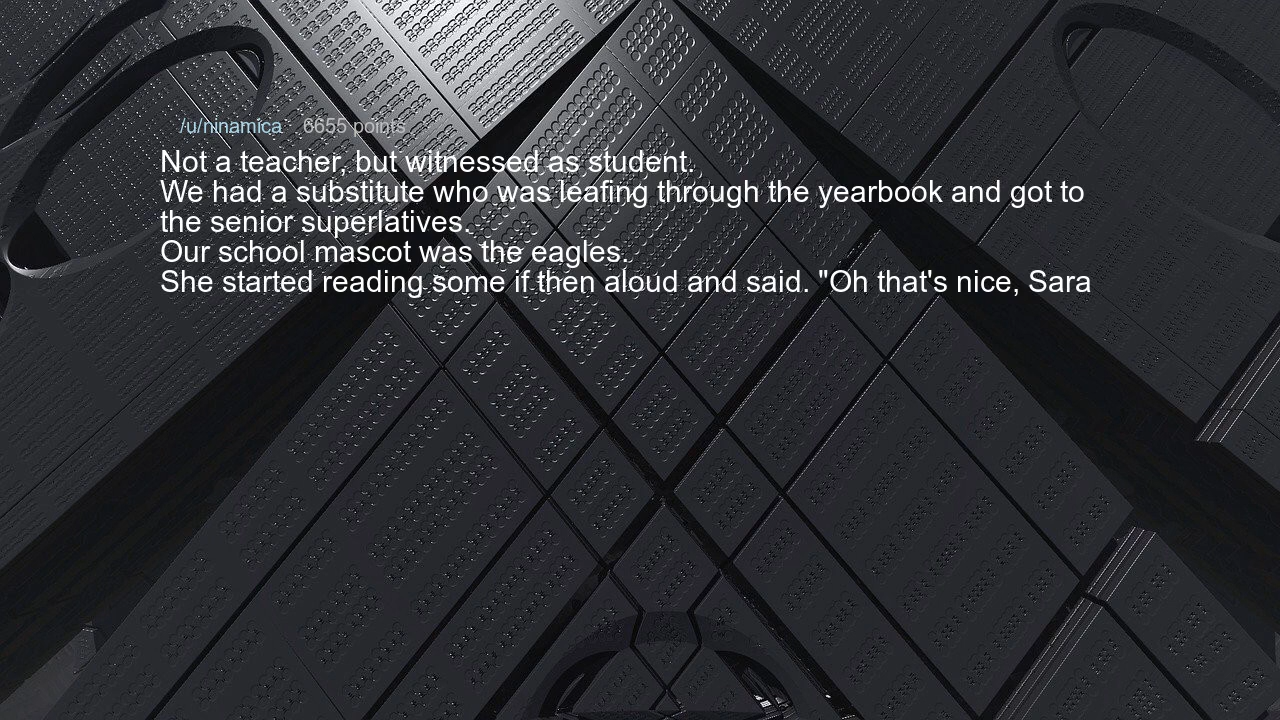 /u/ninamica 6655 points
Not a teacher, but witnessed as student.
We had a substitute who was leafing through the yearbook and got to
the senior superlatives.
Our school mascot was the eagles.
She started reading some if then aloud and said. "Oh that's nice, Sara